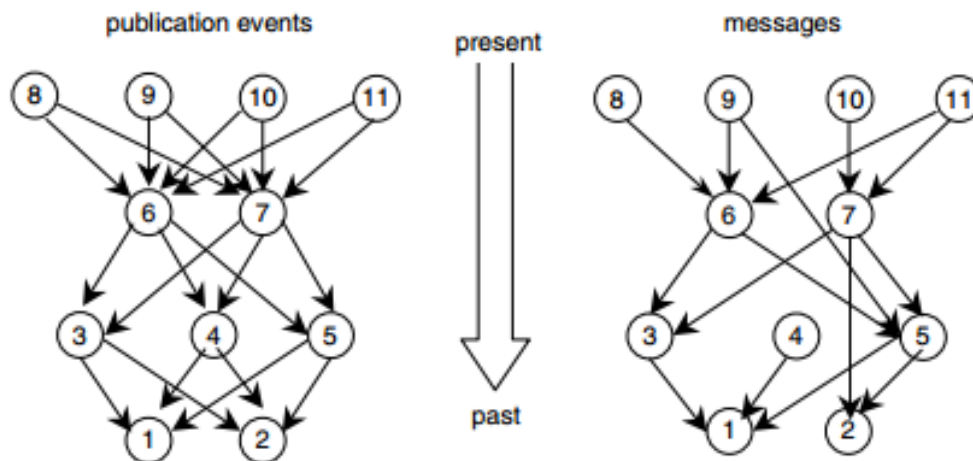 publication events
present
messages
8 9 10 11
8 9 10 11
6 7
6 7
3 4 5
3 4 5
past
1 2
1 2